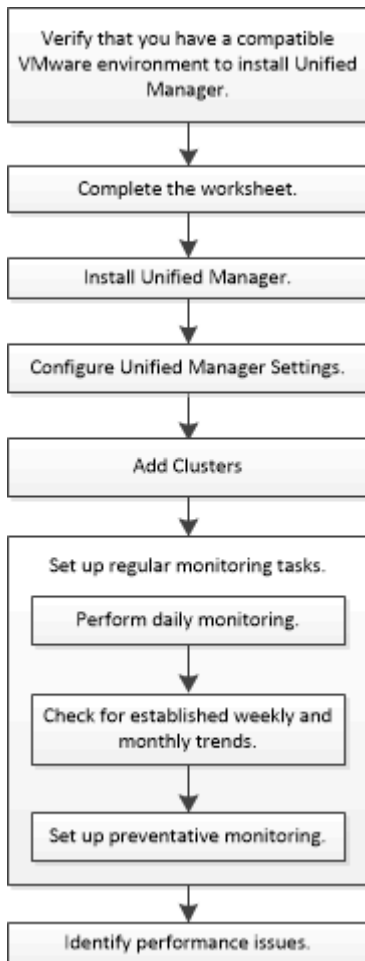 Verify that you have a compatible
VMware environment to install Unified
Manager.
Complete the worksheet.
Install Unified Manager.
Configure Unified Manager Settings.
Add Clusters
Set up regular monitoring tasks.
Perform daily monitoring.
Check for established weekly and
monthly trends.
Set up preventative monitoring.
Identify performance issues.